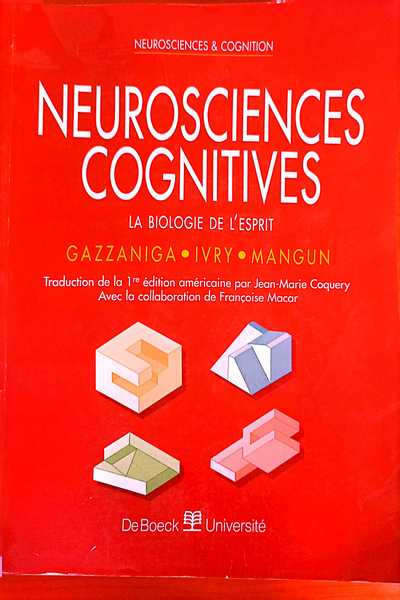 NEUROSCIENCES & COGNITION
NEUROSCIENCES
COGNITIVES
LA BIOLOGIE DE L'ESPRIT
GAZZANIGA • IVRY • MANGUN
Traduction de la 1re édition américaine par Jean-Marie Coquery
Avec la collaboration de Françoise Macar
De Boeck Université